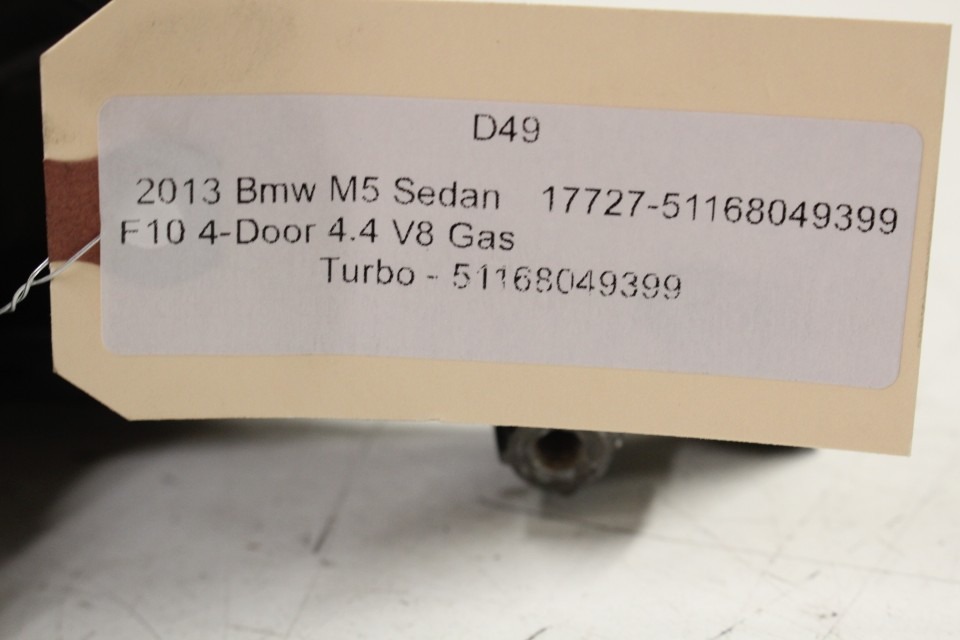 D49
2013 Bmw M5 Sedan 17727-51168049399
F10 4-Door 4.4 V8 Gas
Turbo - 51168049399